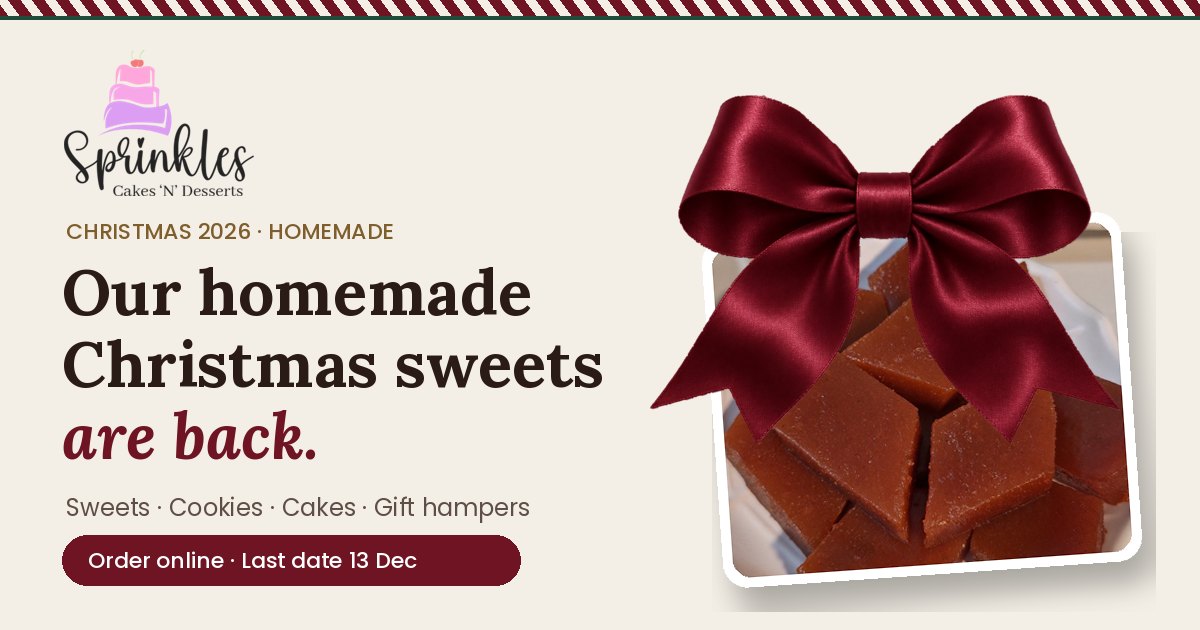 Sprinkles
Cakes ‘N’ Desserts
CHRISTMAS 2026 · HOMEMADE
Our homemade
Christmas sweets
are back.
Sweets · Cookies · Cakes · Gift hampers
Order online · Last date 13 Dec